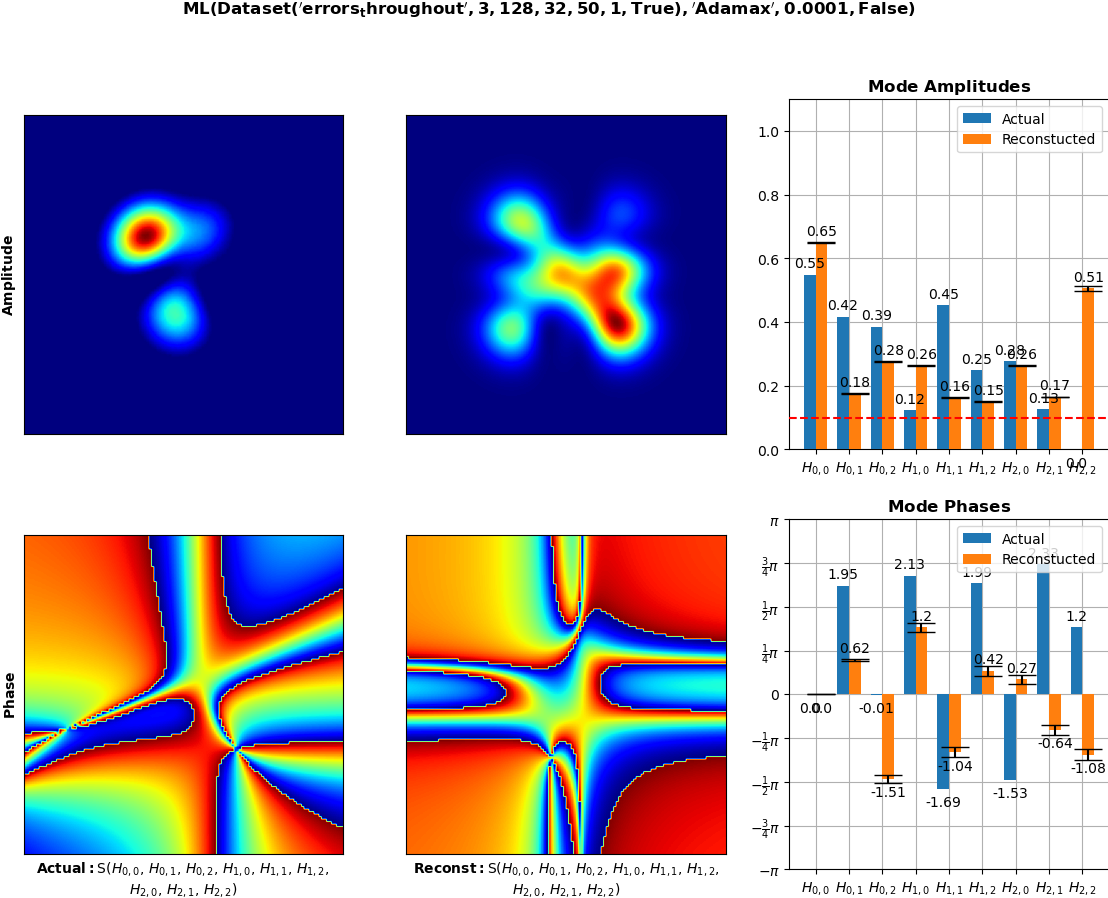 ML(Dataset('errors_throughout', 3, 128, 32, 50, 1, True), 'Adamax', 0.0001, False)
Mode Amplitudes
Actual
Reconstucted
1.0
0.8
0.6
0.4
0.2
0.0
0.55
0.65
0.42
0.18
0.39
0.28
0.12
0.26
0.45
0.16
0.25
0.15
0.28
0.26
0.13
0.17
0.0
0.51
H0,0 H0,1 H0,2 H1,0 H1,1 H1,2 H2,0 H2,1 H2,2
Amplitude
Mode Phases
Actual
Reconstucted
π
3/4π
1/2π
1/4π
0
−1/4π
−1/2π
−3/4π
−π
0.0
0.0
1.95
0.62
-0.01
-1.51
2.13
1.2
-1.69
-1.04
1.99
0.42
-1.53
0.27
2.33
-0.64
1.2
-1.08
H0,0 H0,1 H0,2 H1,0 H1,1 H1,2 H2,0 H2,1 H2,2
Phase
Actual: S(H0,0, H0,1, H0,2, H1,0, H1,1, H1,2,
H2,0, H2,1, H2,2)
Reconst: S(H0,0, H0,1, H0,2, H1,0, H1,1, H1,2,
H2,0, H2,1, H2,2)